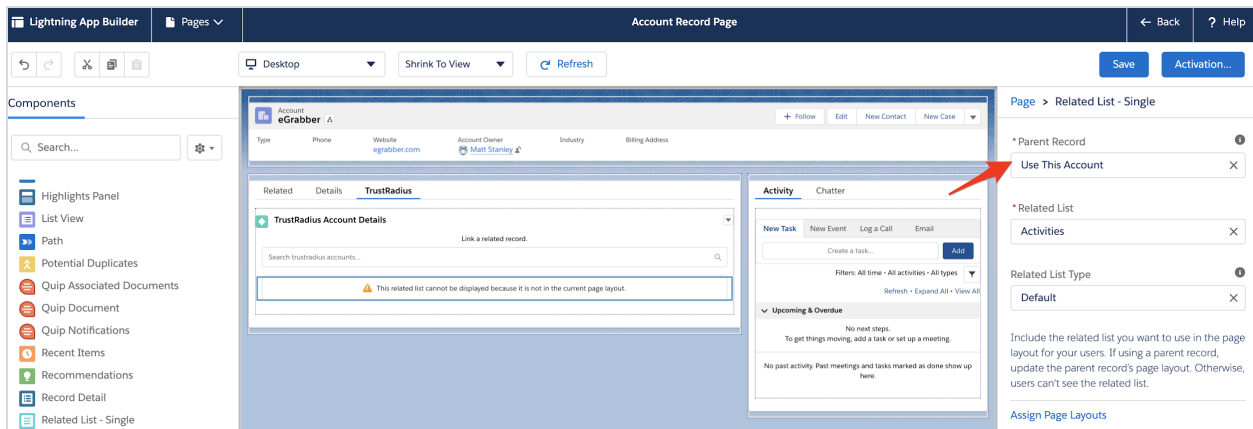 Lightning App Builder
Pages
Account Record Page
Back
? Help
Desktop
Shrink To View
Refresh
Save
Activation...
Components
Search...
Highlights Panel
List View
Path
Potential Duplicates
Quip Associated Documents
Quip Document
Quip Notifications
Recent Items
Recommendations
Record Detail
Related List - Single
Account
eGrabber
+ Follow
Edit
New Contact
New Case
Type
Phone
Website
Account Owner
Industry
Billing Address
egrabber.com
Matt Stanley
Related
Details
TrustRadius
TrustRadius Account Details
Link a related record.
Search trustradius accounts...
This related list cannot be displayed because it is not in the current page layout.
Activity
Chatter
New Task
New Event
Log a Call
Email
Create a task...
Add
Filters: All time • All activities • All types
Refresh • Expand All • View All
Upcoming & Overdue
No next steps.
To get things moving, add a task or set up a meeting.
No past activity. Past meetings and tasks marked as done show up
here.
Page > Related List - Single
*Parent Record
Use This Account
*Related List
Activities
Related List Type
Default
Include the related list you want to use in the page
layout for your users. If using a parent record,
update the parent record's page layout. Otherwise,
users can't see the related list.
Assign Page Layouts